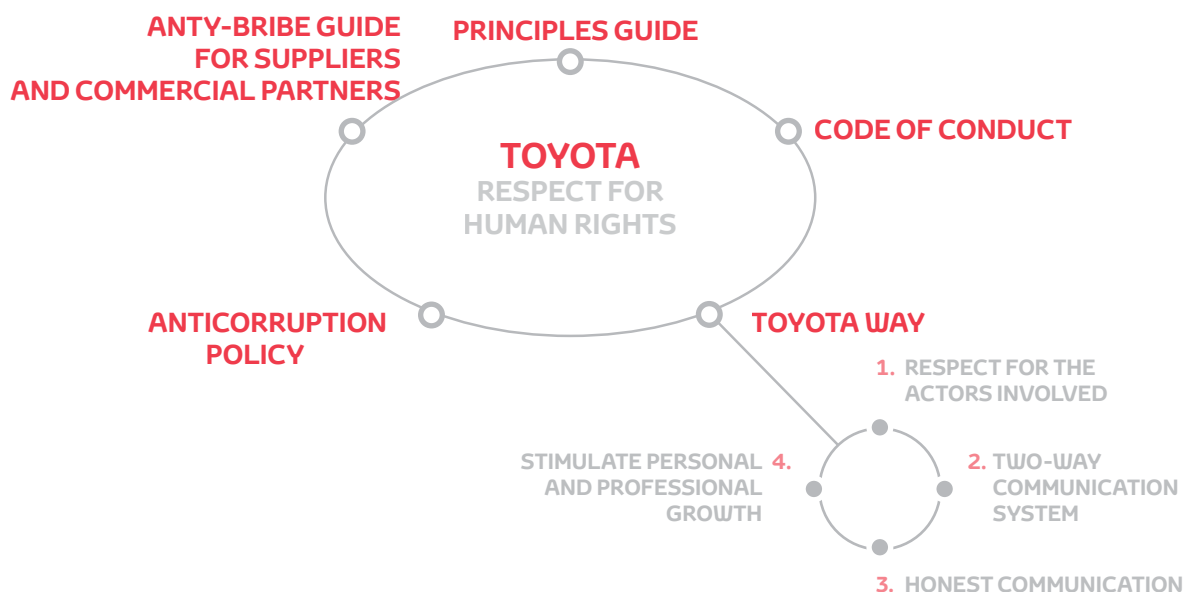 ANTY-BRIBE GUIDE
FOR SUPPLIERS
AND COMMERCIAL PARTNERS
PRINCIPLES GUIDE
CODE OF CONDUCT
TOYOTA
RESPECT FOR
HUMAN RIGHTS
ANTICORRUPTION
POLICY
TOYOTA WAY
1. RESPECT FOR THE
ACTORS INVOLVED
2. TWO-WAY
COMMUNICATION
SYSTEM
3. HONEST COMMUNICATION
STIMULATE PERSONAL 4.
AND PROFESSIONAL
GROWTH